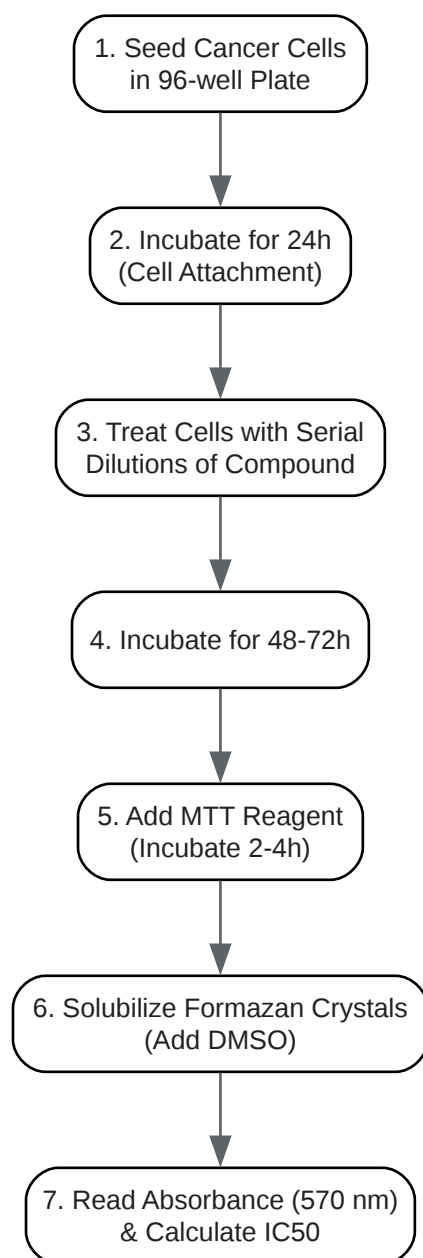 1. Seed Cancer Cells
in 96-well Plate
2. Incubate for 24h
(Cell Attachment)
3. Treat Cells with Serial
Dilutions of Compound
4. Incubate for 48-72h
5. Add MTT Reagent
(Incubate 2-4h)
6. Solubilize Formazan Crystals
(Add DMSO)
7. Read Absorbance (570 nm)
& Calculate IC50